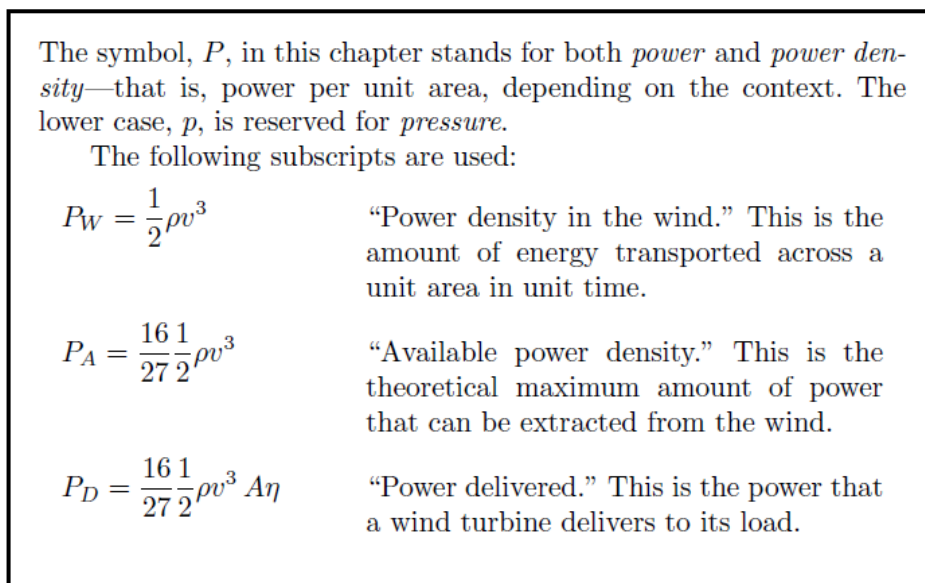 The symbol, P, in this chapter stands for both power and power den-
sity—that is, power per unit area, depending on the context. The
lower case, p, is reserved for pressure.
The following subscripts are used:
P_W = \frac{1}{2}ρv^3 “Power density in the wind.” This is the
amount of energy transported across a
unit area in unit time.
P_A = \frac{16}{27}\frac{1}{2}ρv^3 “Available power density.” This is the
theoretical maximum amount of power
that can be extracted from the wind.
P_D = \frac{16}{27}\frac{1}{2}ρv^3 Aη “Power delivered.” This is the power that
a wind turbine delivers to its load.